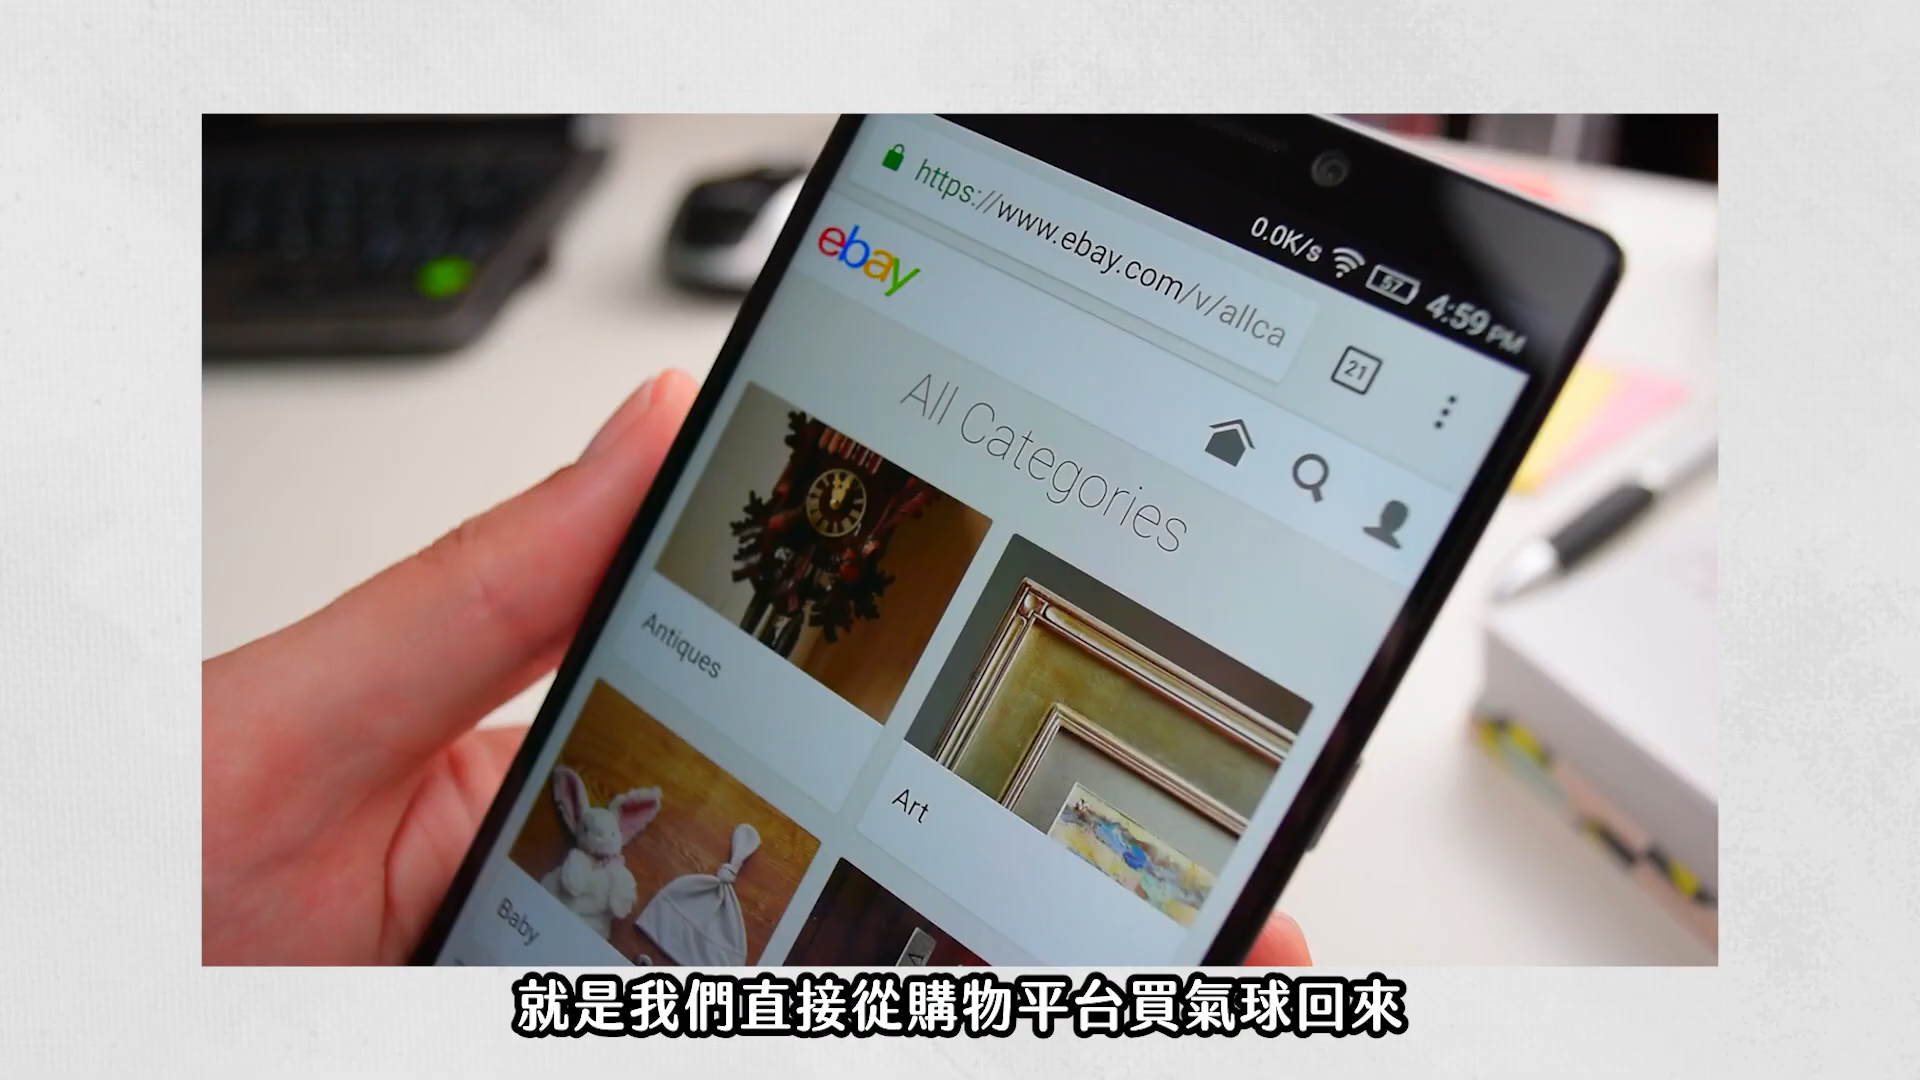 0.0K/s 57 4:59 PM
https://www.ebay.com/v/allca
21
ebay
All Categories
Antiques
Art
Baby
就是我們直接從購物平台買氣球回來